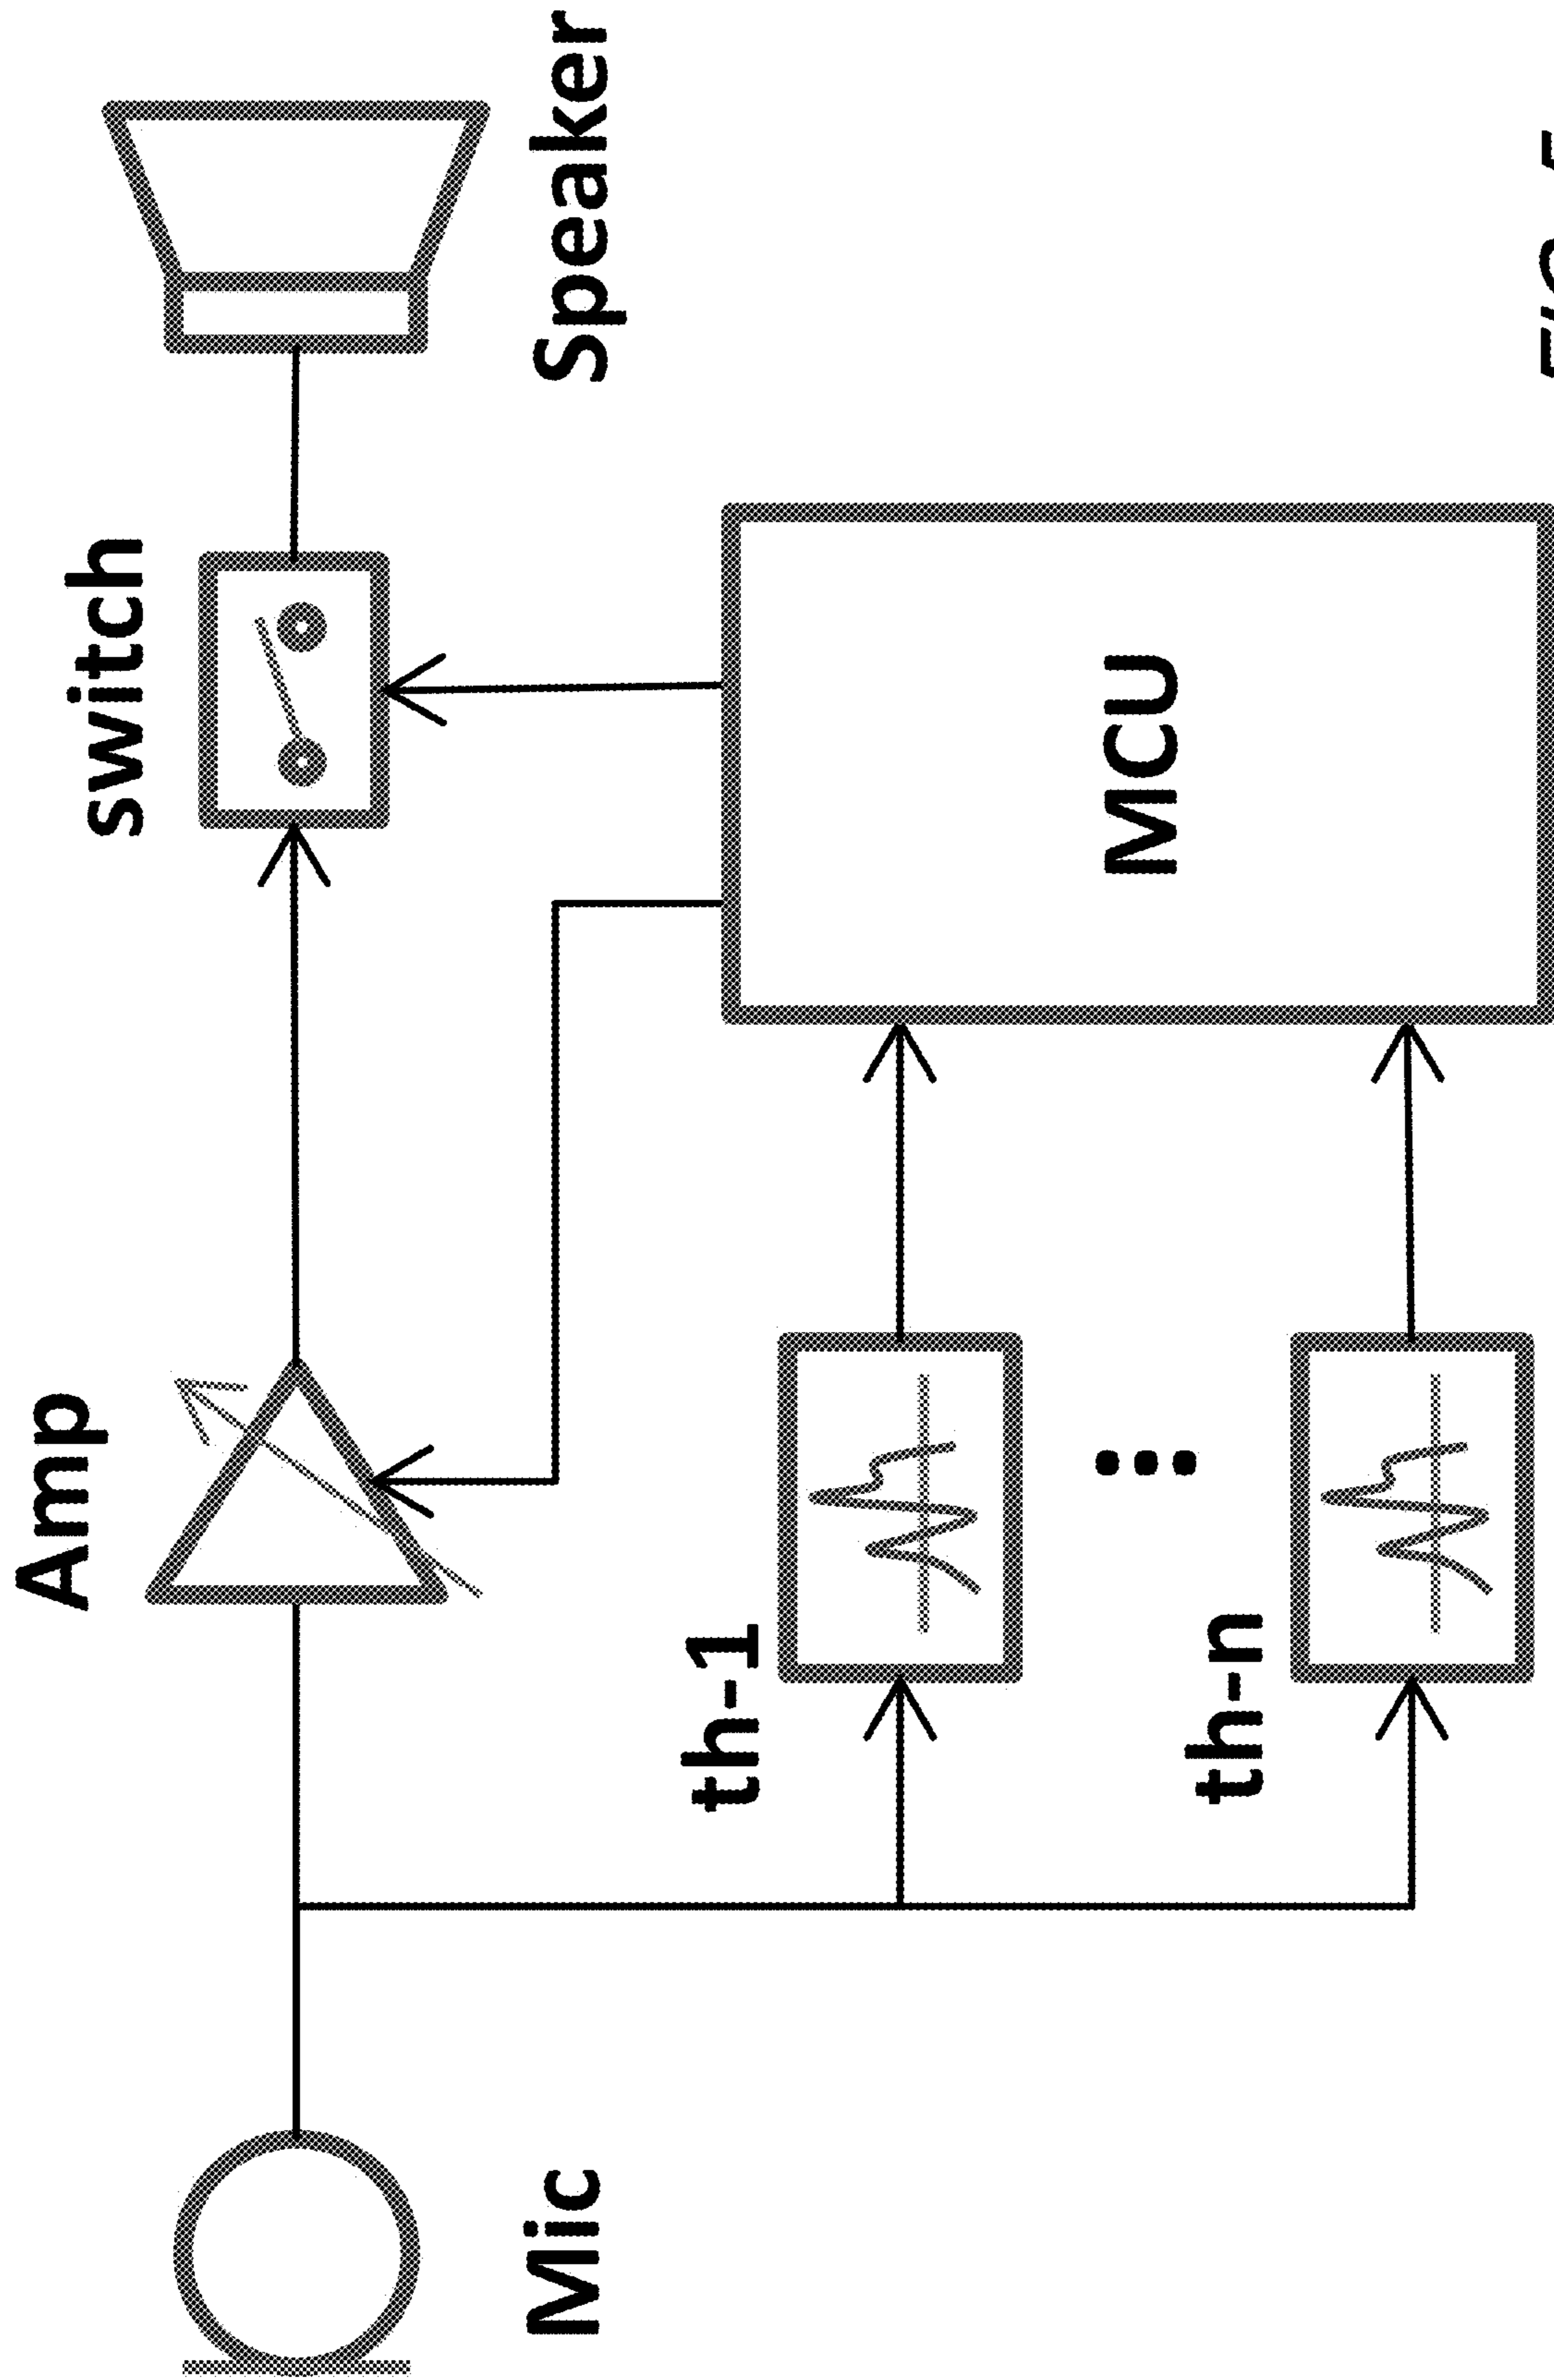 Amp
switch
Mic
Speaker
th-1
th-n
MCU